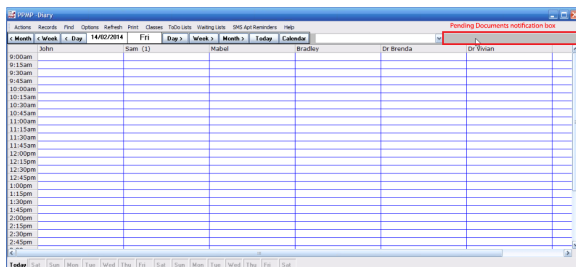 PPMP -Diary
Actions Records Find Options Refresh Print Classes ToDo Lists Waiting Lists SMS Apt Reminders Help
Pending Documents notification box
< Month < Week < Day 14/02/2014 Fri Day > Week > Month > Today Calendar
John Sam (1) Mabel Bradley Dr Brenda Dr Vivian
9:00am
9:15am
9:30am
9:45am
10:00am
10:15am
10:30am
10:45am
11:00am
11:15am
11:30am
11:45am
12:00pm
12:15pm
12:30pm
12:45pm
1:00pm
1:15pm
1:30pm
1:45pm
2:00pm
2:15pm
2:30pm
2:45pm
Today Sat Sun Mon Tue Wed Thu Fri Sat Sun Mon Tue Wed Thu Fri Sat